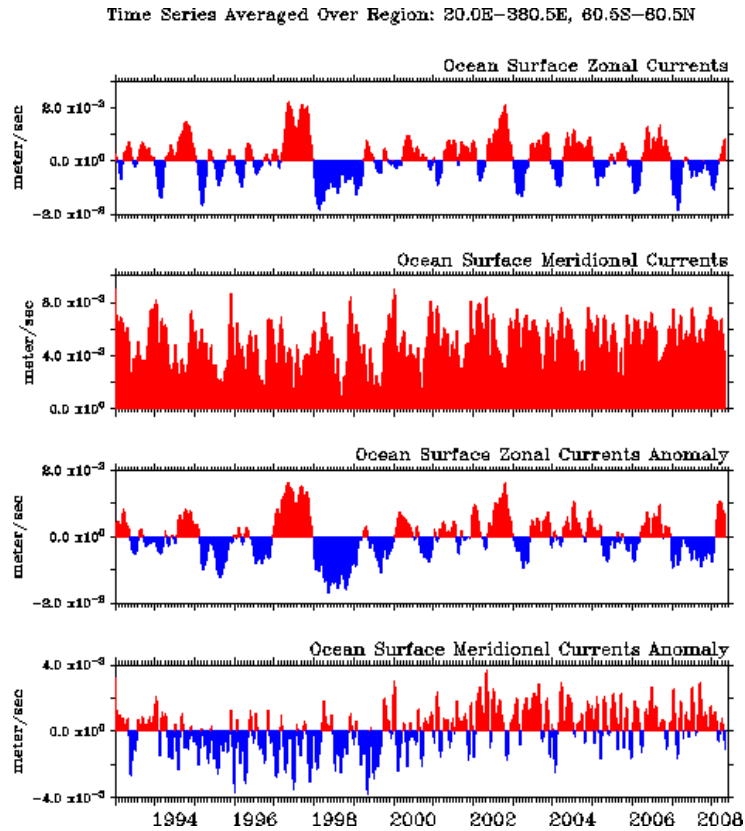 Time Series Averaged Over Region: 20.0E-380.5E, 60.5S-60.5N
Ocean Surface Zonal Currents
2.0 x10⁻²
0.0 x10⁰
-2.0 x10⁻²
meter/sec
Ocean Surface Meridional Currents
8.0 x10⁻³
4.0 x10⁻³
0.0 x10⁰
meter/sec
Ocean Surface Zonal Currents Anomaly
2.0 x10⁻²
0.0 x10⁰
-2.0 x10⁻²
meter/sec
Ocean Surface Meridional Currents Anomaly
4.0 x10⁻³
0.0 x10⁰
-4.0 x10⁻³
meter/sec
1994 1996 1998 2000 2002 2004 2006 2008